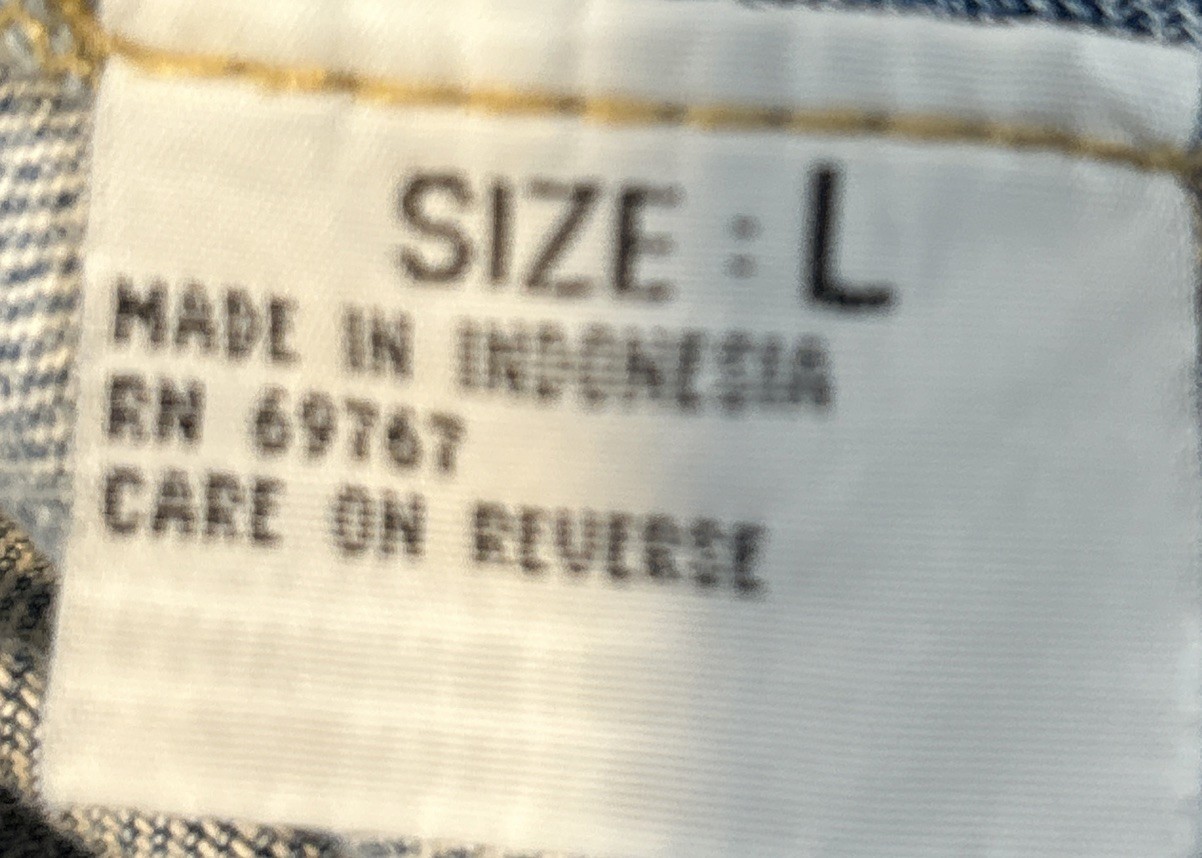 SIZE : L
MADE IN INDONESIA
RN 69767
CARE ON REVERSE